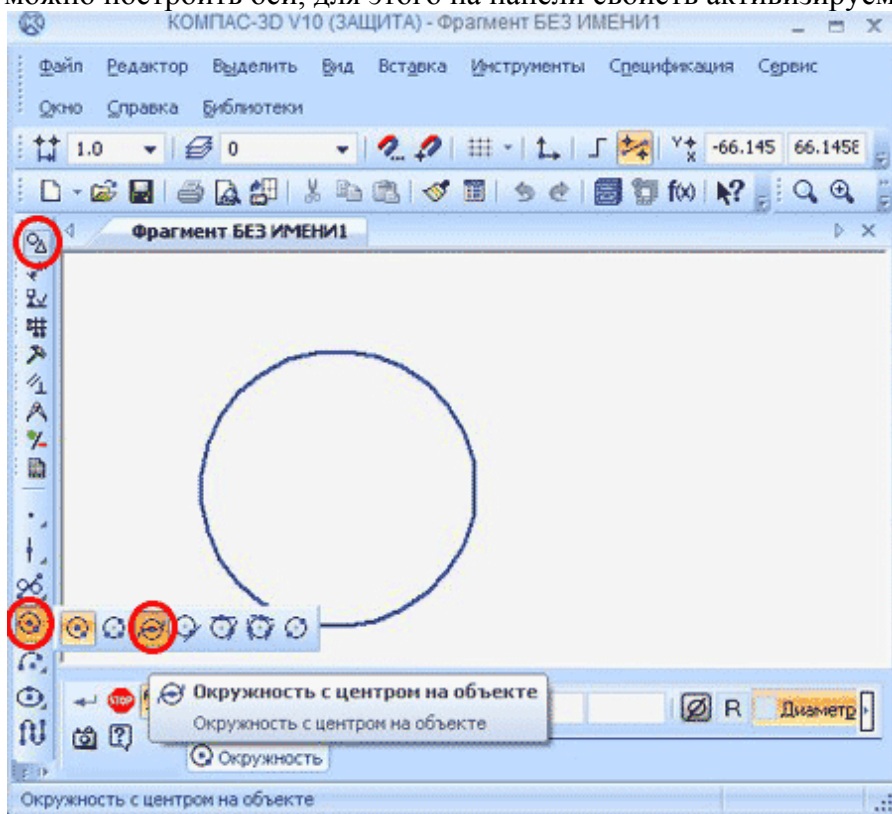 можно построить оси, для этого на панели свойств активизируем
КОМПАС-3D V10 (ЗАЩИТА) - Фрагмент БЕЗ ИМЕНИ1
Файл Редактор Выделить Вид Вставка Инструменты Спецификация Сервис
Окно Справка Библиотеки
1.0 0 -66.145 66.1458
f(x)
Фрагмент БЕЗ ИМЕНИ1
STOP Окружность с центром на объекте R Диаметр
Окружность с центром на объекте
Окружность
Окружность с центром на объекте